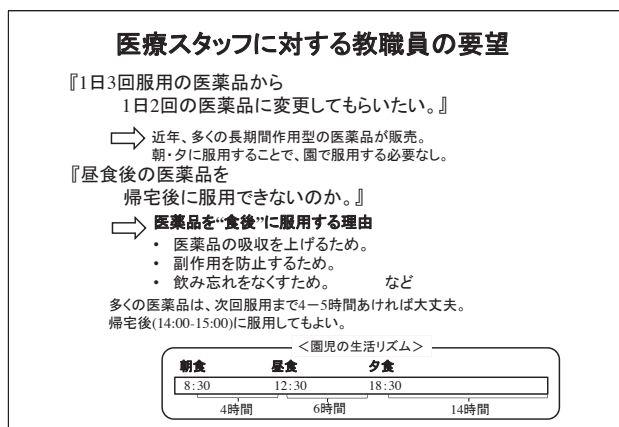 医療スタッフに対する教職員の要望
『1日3回服用の医薬品から
1日2回の医薬品に変更してもらいたい。』
近年、多くの長期間作用型の医薬品が販売。
朝・夕に服用することで、園で服用する必要なし。
『昼食後の医薬品を
帰宅後に服用できないのか。』
医薬品を“食後”に服用する理由
• 医薬品の吸収を上げるため。
• 副作用を防止するため。
• 飲み忘れをなくすため。 など
多くの医薬品は、次回服用まで4－5時間あければ大丈夫。
帰宅後(14:00-15:00)に服用してもよい。
＜園児の生活リズム＞
朝食 昼食 夕食
8:30 12:30 18:30
4時間 6時間 14時間